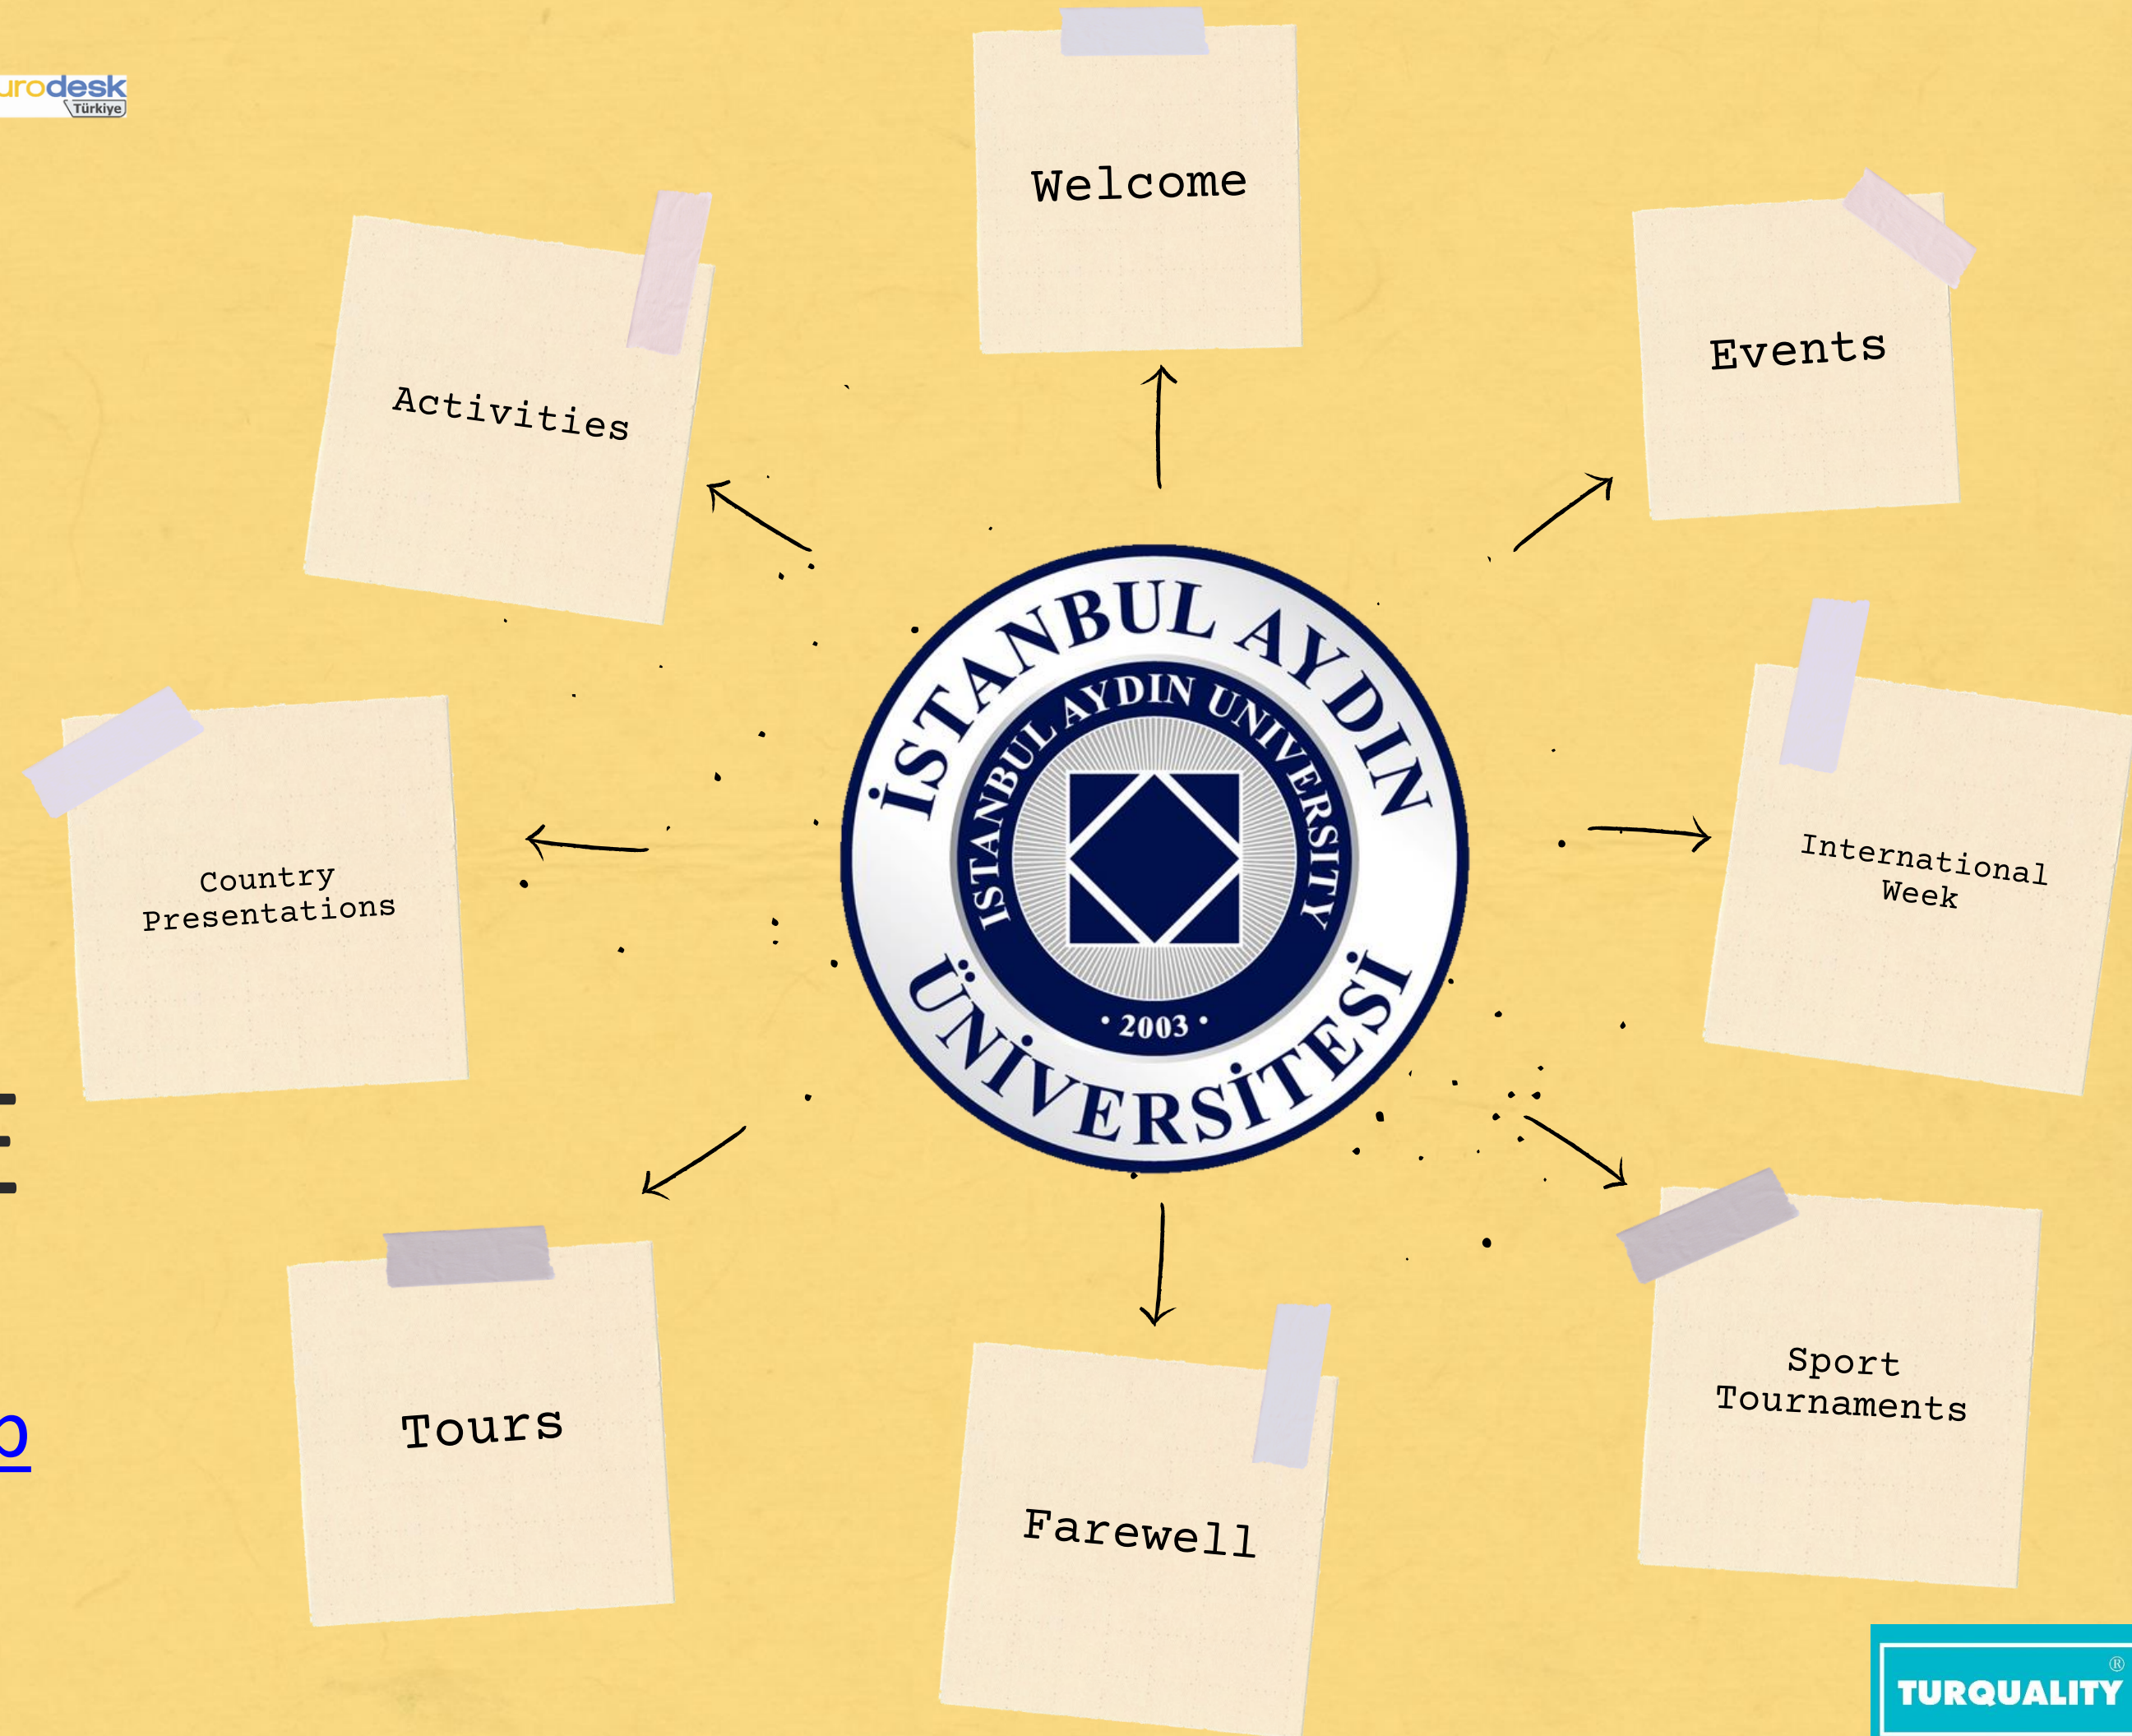 urodesk
Türkiye
Welcome
Events
Activities
İSTANBUL AYDIN
ISTANBUL AYDIN UNIVERSITY
• 2003 •
ÜNİVERSİTESİ
International
Week
Country
Presentations
Sport
Tournaments
Tours
Farewell
TURQUALITY®